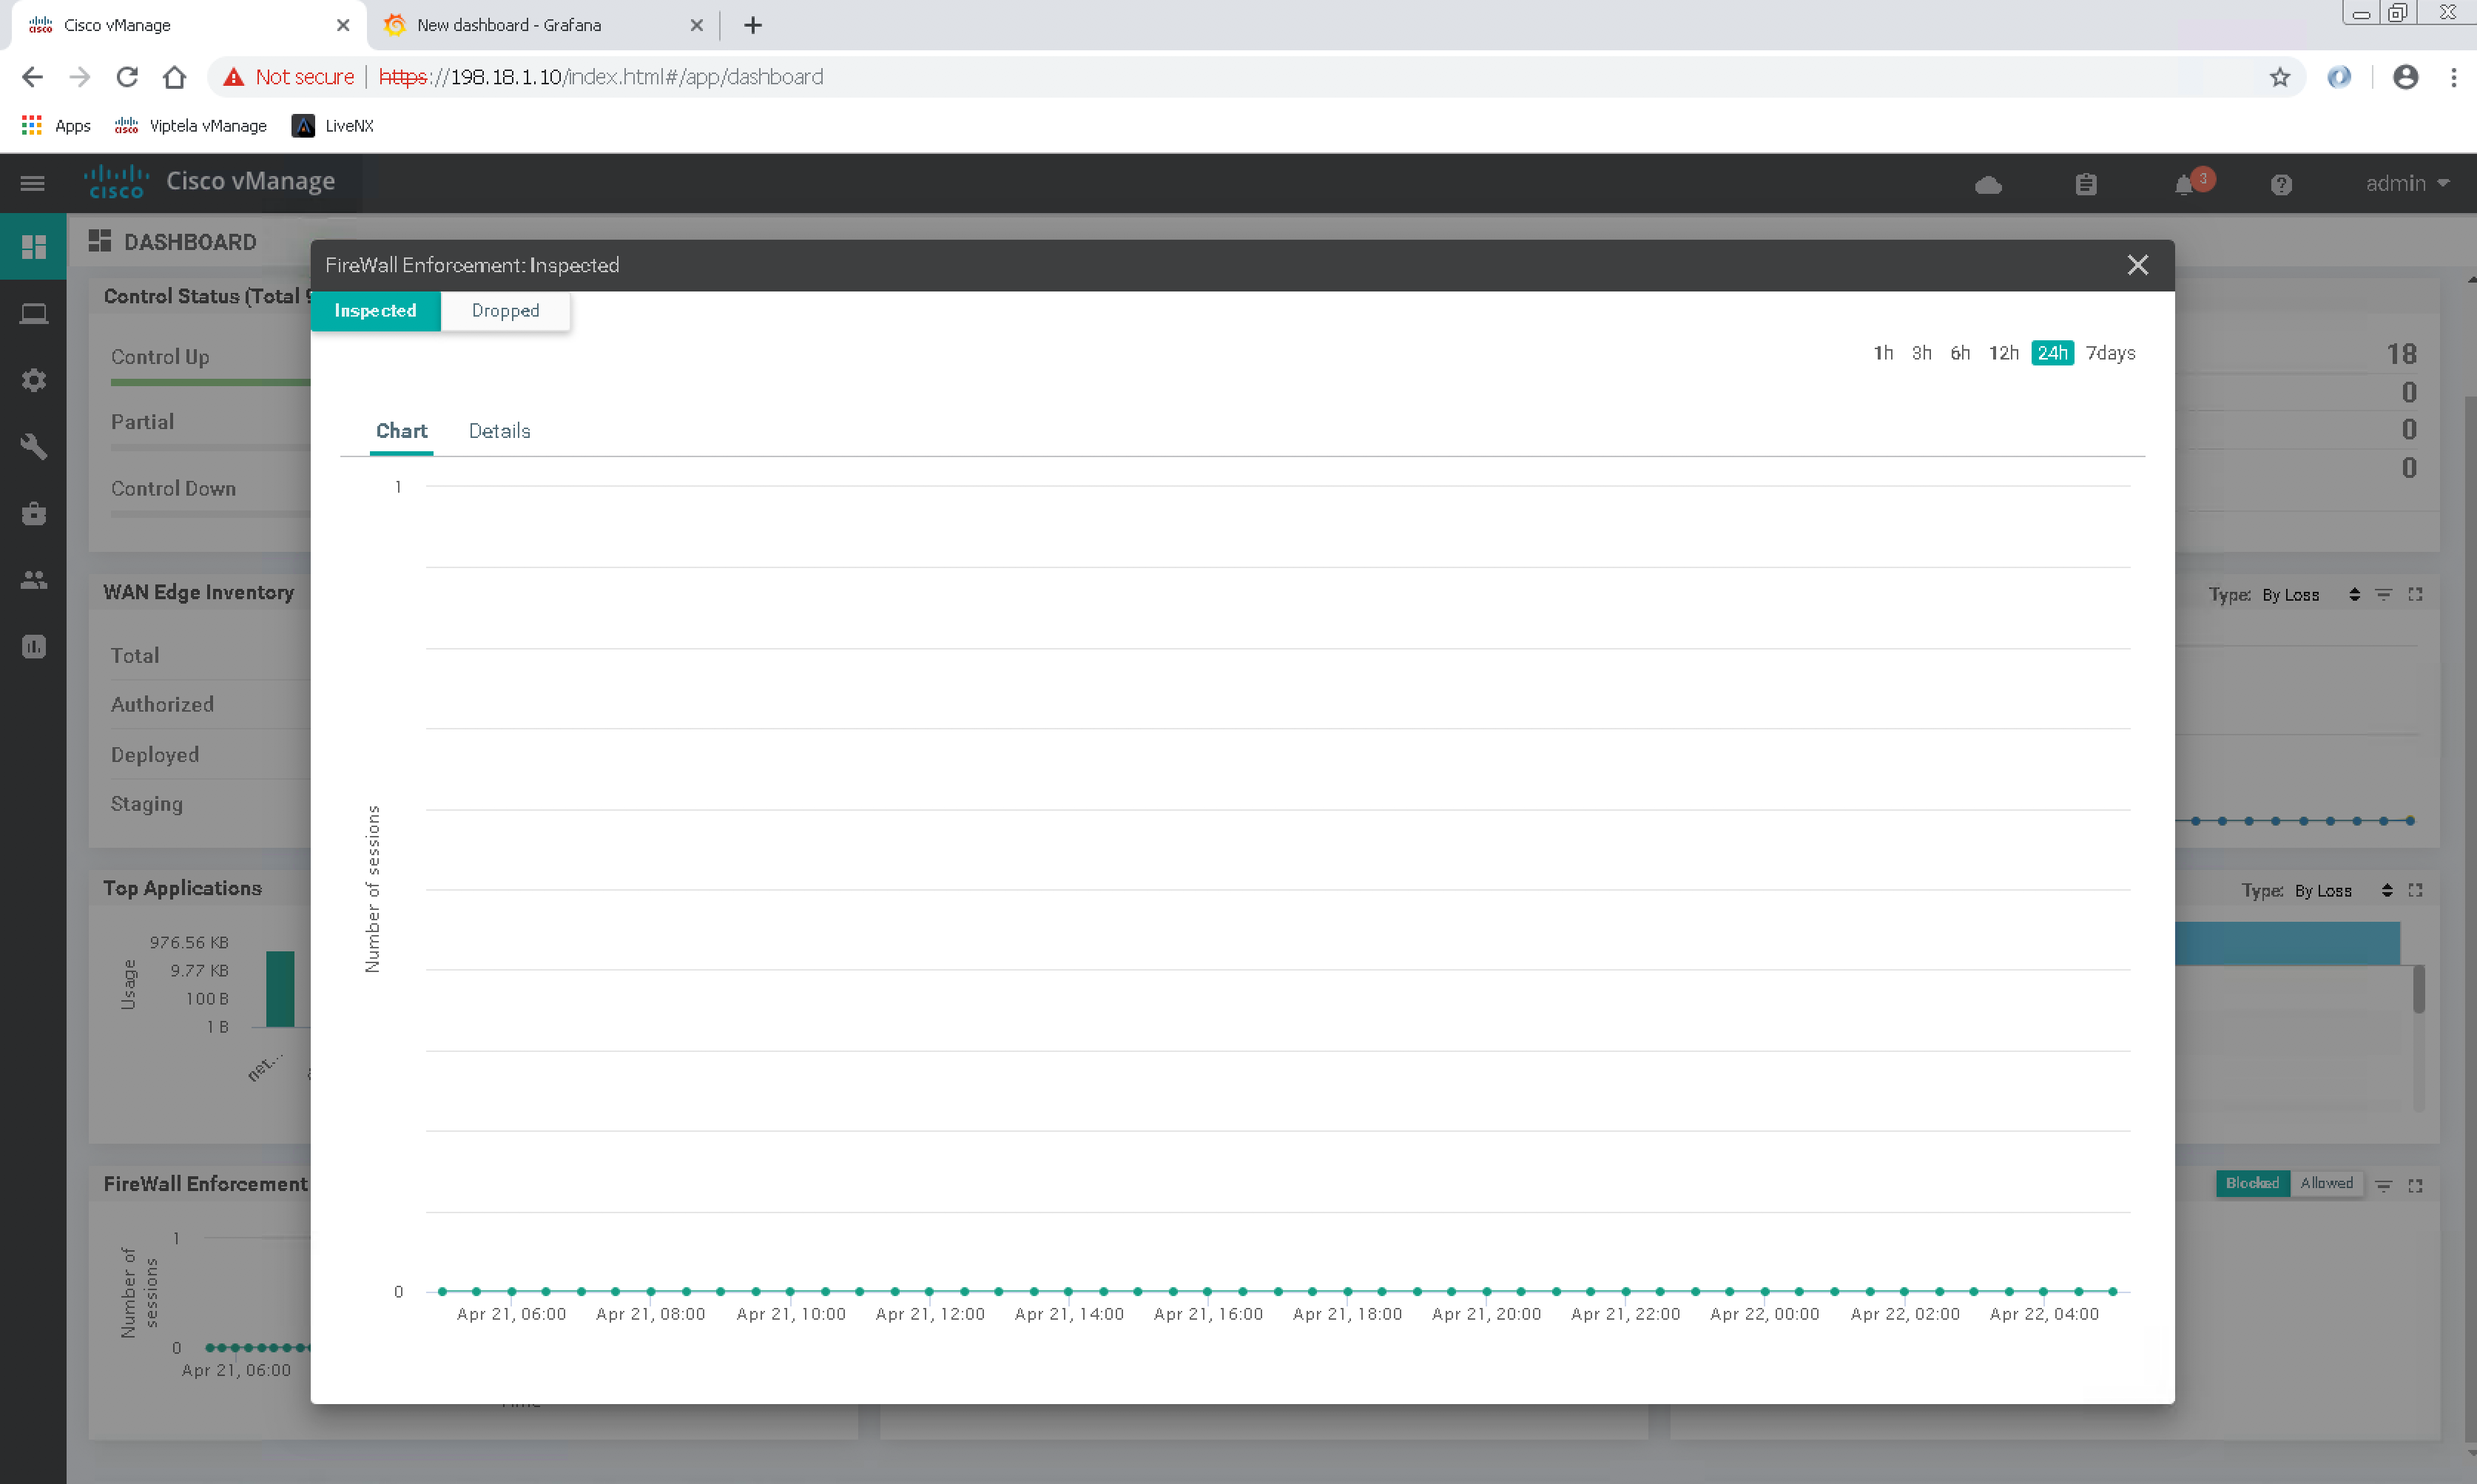 Cisco vManage
New dashboard - Grafana
Not secure | https://198.18.1.10/index.html#/app/dashboard
Apps
Viptela vManage
LiveNX
CISCO Cisco vManage
3
admin
DASHBOARD
FireWall Enforcement: Inspected
Inspected
Dropped
1h 3h 6h 12h 24h 7days
Chart
Details
Control Status (Total
Control Up
Partial
Control Down
18
0
0
0
WAN Edge Inventory
Total
Authorized
Deployed
Staging
Type: By Loss
Top Applications
Usage
976.56 KB
9.77 KB
100 B
1 B
net...
Type: By Loss
FireWall Enforcement
Number of
sessions
1
0
Apr 21, 06:00
Blocked
Allowed
Number of sessions
1
0
Apr 21, 06:00 Apr 21, 08:00 Apr 21, 10:00 Apr 21, 12:00 Apr 21, 14:00 Apr 21, 16:00 Apr 21, 18:00 Apr 21, 20:00 Apr 21, 22:00 Apr 22, 00:00 Apr 22, 02:00 Apr 22, 04:00